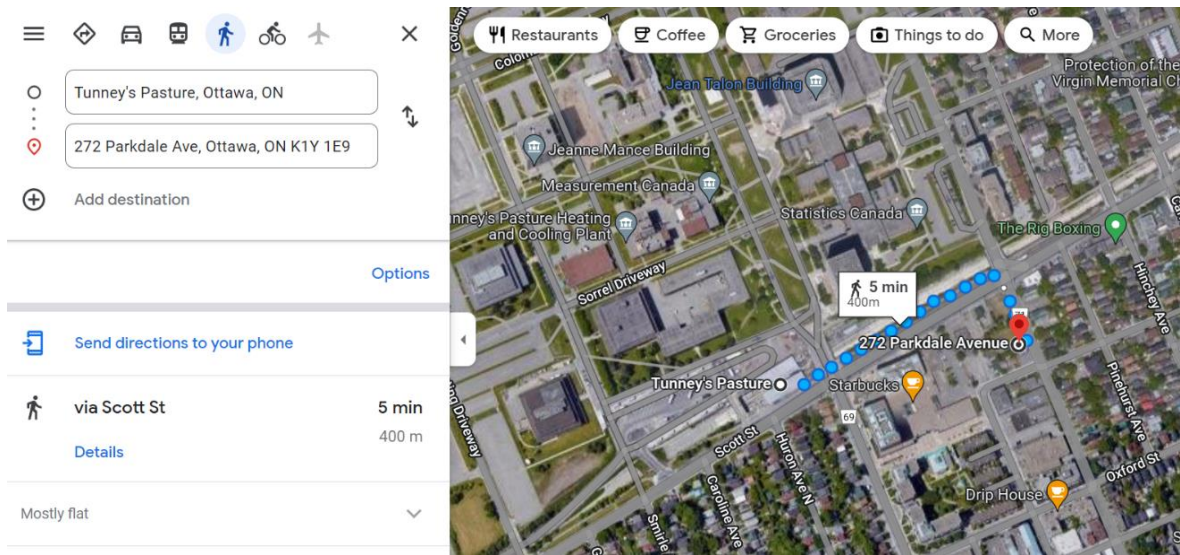 Tunney's Pasture, Ottawa, ON
272 Parkdale Ave, Ottawa, ON K1Y 1E9
Add destination
Options
Send directions to your phone
via Scott St
5 min
400 m
Details
Mostly flat
Restaurants
Coffee
Groceries
Things to do
More
Protection of the
Virgin Memorial
Jean Talon Building
Jeanne Mance Building
Measurement Canada
Statistics Canada
Pasture Heating
and Cooling Plant
The Rig Boxing
Sorrel Driveway
5 min
400m
Hinchey Ave
272 Parkdale Avenue
Tunney's Pasture
Starbucks
69
Driveway
Scott St
Huron Ave N
Pinehurst Ave
Caroline Ave
Oxford St
Drip House
Smirle